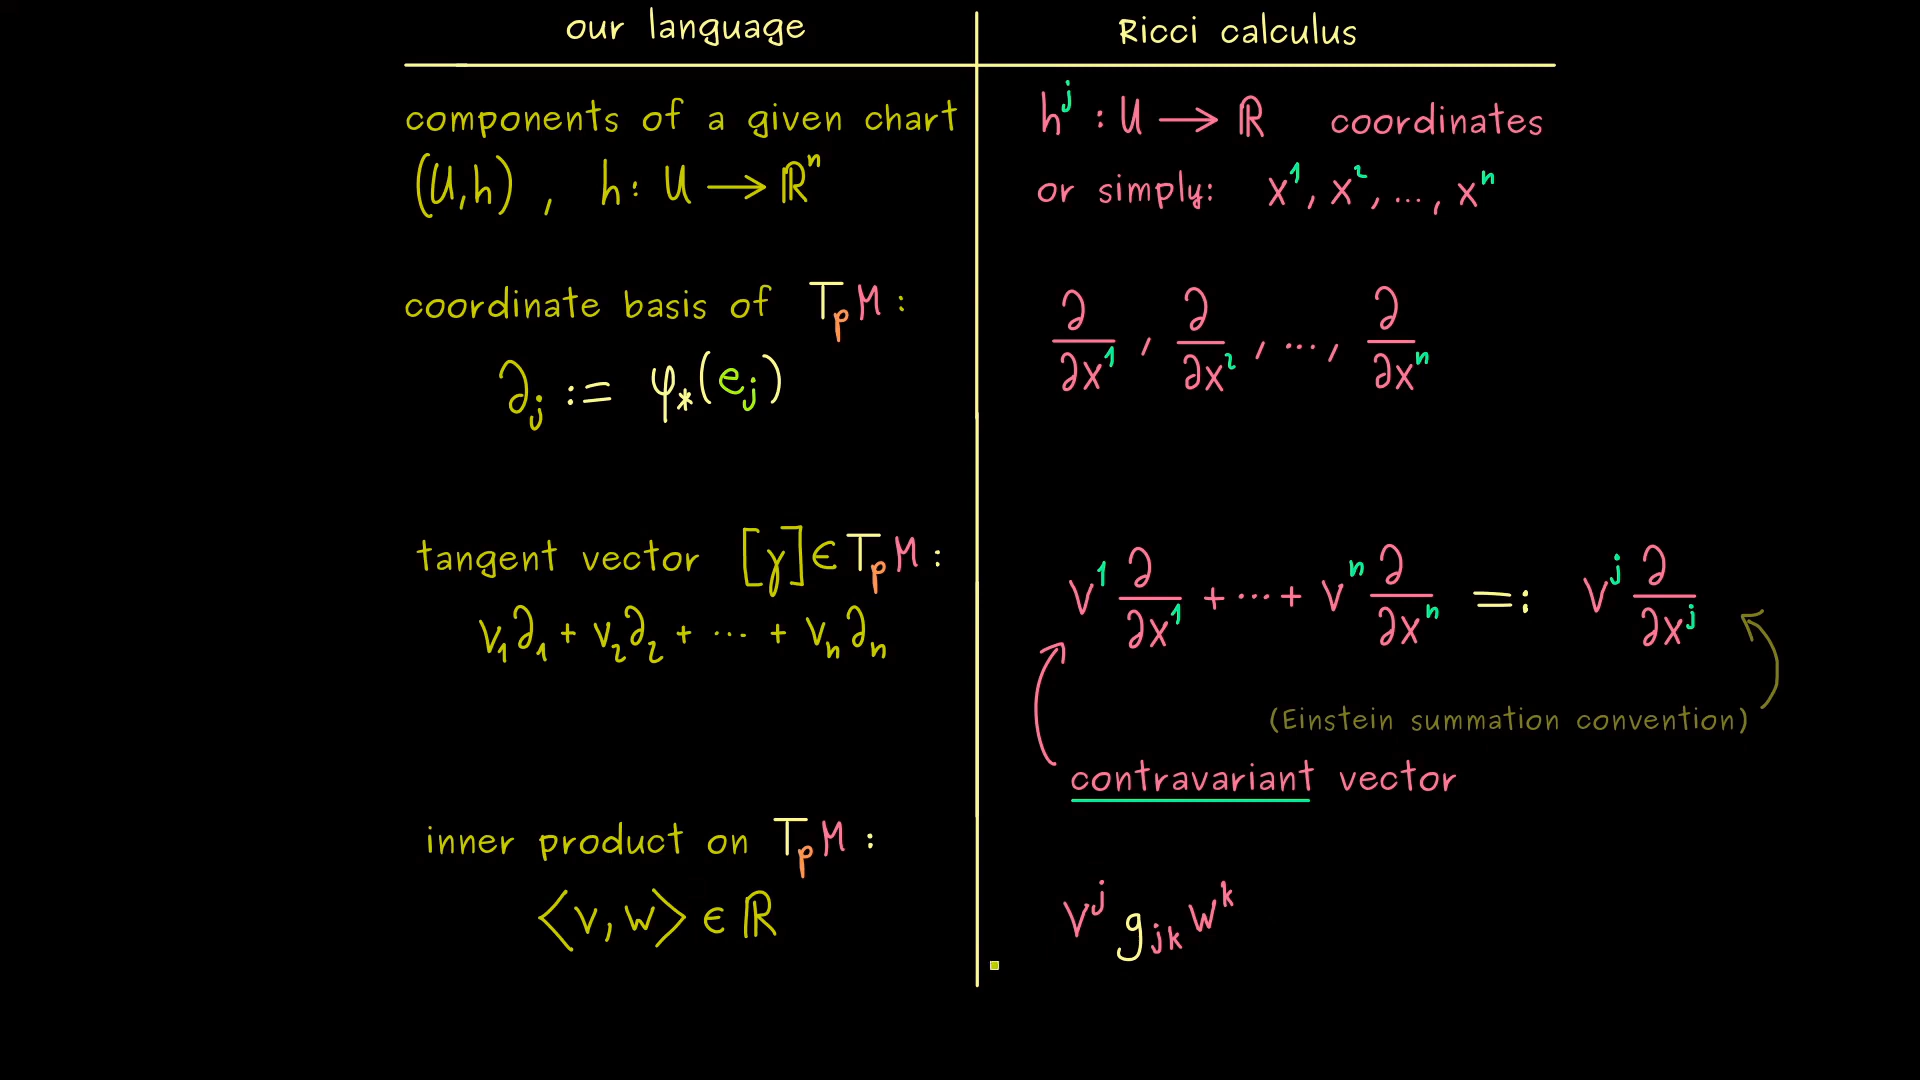 our language | Ricci calculus
components of a given chart | hʲ : U → ℝ coordinates
(U,h) , h: U → ℝⁿ | or simply: x¹, x², ..., xⁿ
coordinate basis of TₚM : | ∂/∂x¹ , ∂/∂x² , ... , ∂/∂xⁿ
∂ⱼ := φ_*(eⱼ)
tangent vector [γ] ∈ TₚM : | v¹ ∂/∂x¹ + ··· + vⁿ ∂/∂xⁿ =: vʲ ∂/∂xʲ
v₁∂₁ + v₂∂₂ + ··· + vₙ∂ₙ
(Einstein summation convention)
contravariant vector
inner product on TₚM :
⟨v, w⟩ ∈ ℝ | vʲ gⱼₖ wᵏ